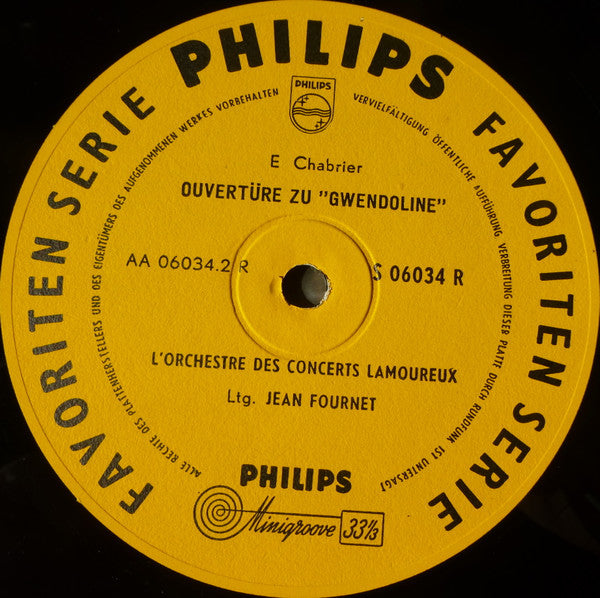 FAVORITEN SERIE PHILIPS FAVORITEN SERIE
ALLE RECHTE DES PLATTENHERSTELLERS UND DES EIGENTÜMERS DES AUFGENOMMENEN WERKES VORBEHALTEN
VERVIELFÄLTIGUNG ÖFFENTLICHE AUFFÜHRUNG VERBREITUNG DIESER PLATTE DURCH RUNDFUNK IST UNTERSAGT
PHILIPS
E Chabrier
OUVERTÜRE ZU "GWENDOLINE"
AA 06034.2 R
S 06034 R
L'ORCHESTRE DES CONCERTS LAMOUREUX
Ltg. JEAN FOURNET
PHILIPS
Minigroove 33⅓